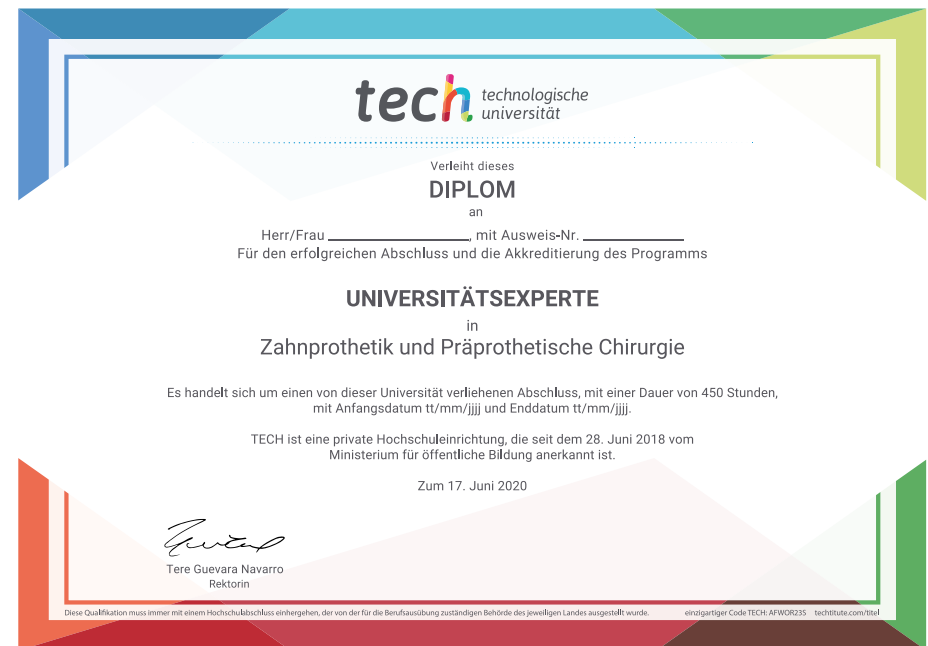 tech technologische
universität
Verleiht dieses
DIPLOM
an
Herr/Frau ____________, mit Ausweis-Nr. ____________
Für den erfolgreichen Abschluss und die Akkreditierung des Programms
UNIVERSITÄTSEXPERTE
in
Zahnprothetik und Präprothetische Chirurgie
Es handelt sich um einen von dieser Universität verliehenen Abschluss, mit einer Dauer von 450 Stunden,
mit Anfangsdatum tt/mm/jjjj und Enddatum tt/mm/jjjj.
TECH ist eine private Hochschuleinrichtung, die seit dem 28. Juni 2018 vom
Ministerium für öffentliche Bildung anerkannt ist.
Zum 17. Juni 2020
Tere Guevara Navarro
Rektorin
Diese Qualifikation muss immer mit einem Hochschulabschluss einhergehen, der von der für die Berufsausübung zuständigen Behörde des jeweiligen Landes ausgestellt wurde. einzigartiger Code TECH: AFWOR23S techtitute.com/titel